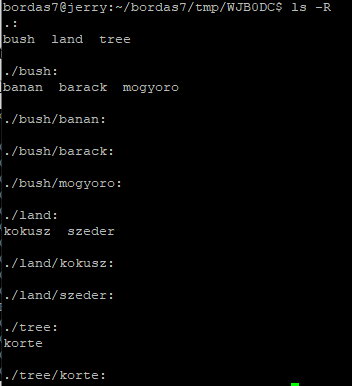 bordas7@jerry:~/bordas7/tmp/WJB0DC$ ls -R
.:
bush  land  tree
./bush:
banan  barack  mogyoro
./bush/banan:
./bush/barack:
./bush/mogyoro:
./land:
kokusz  szeder
./land/kokusz:
./land/szeder:
./tree:
korte
./tree/korte: